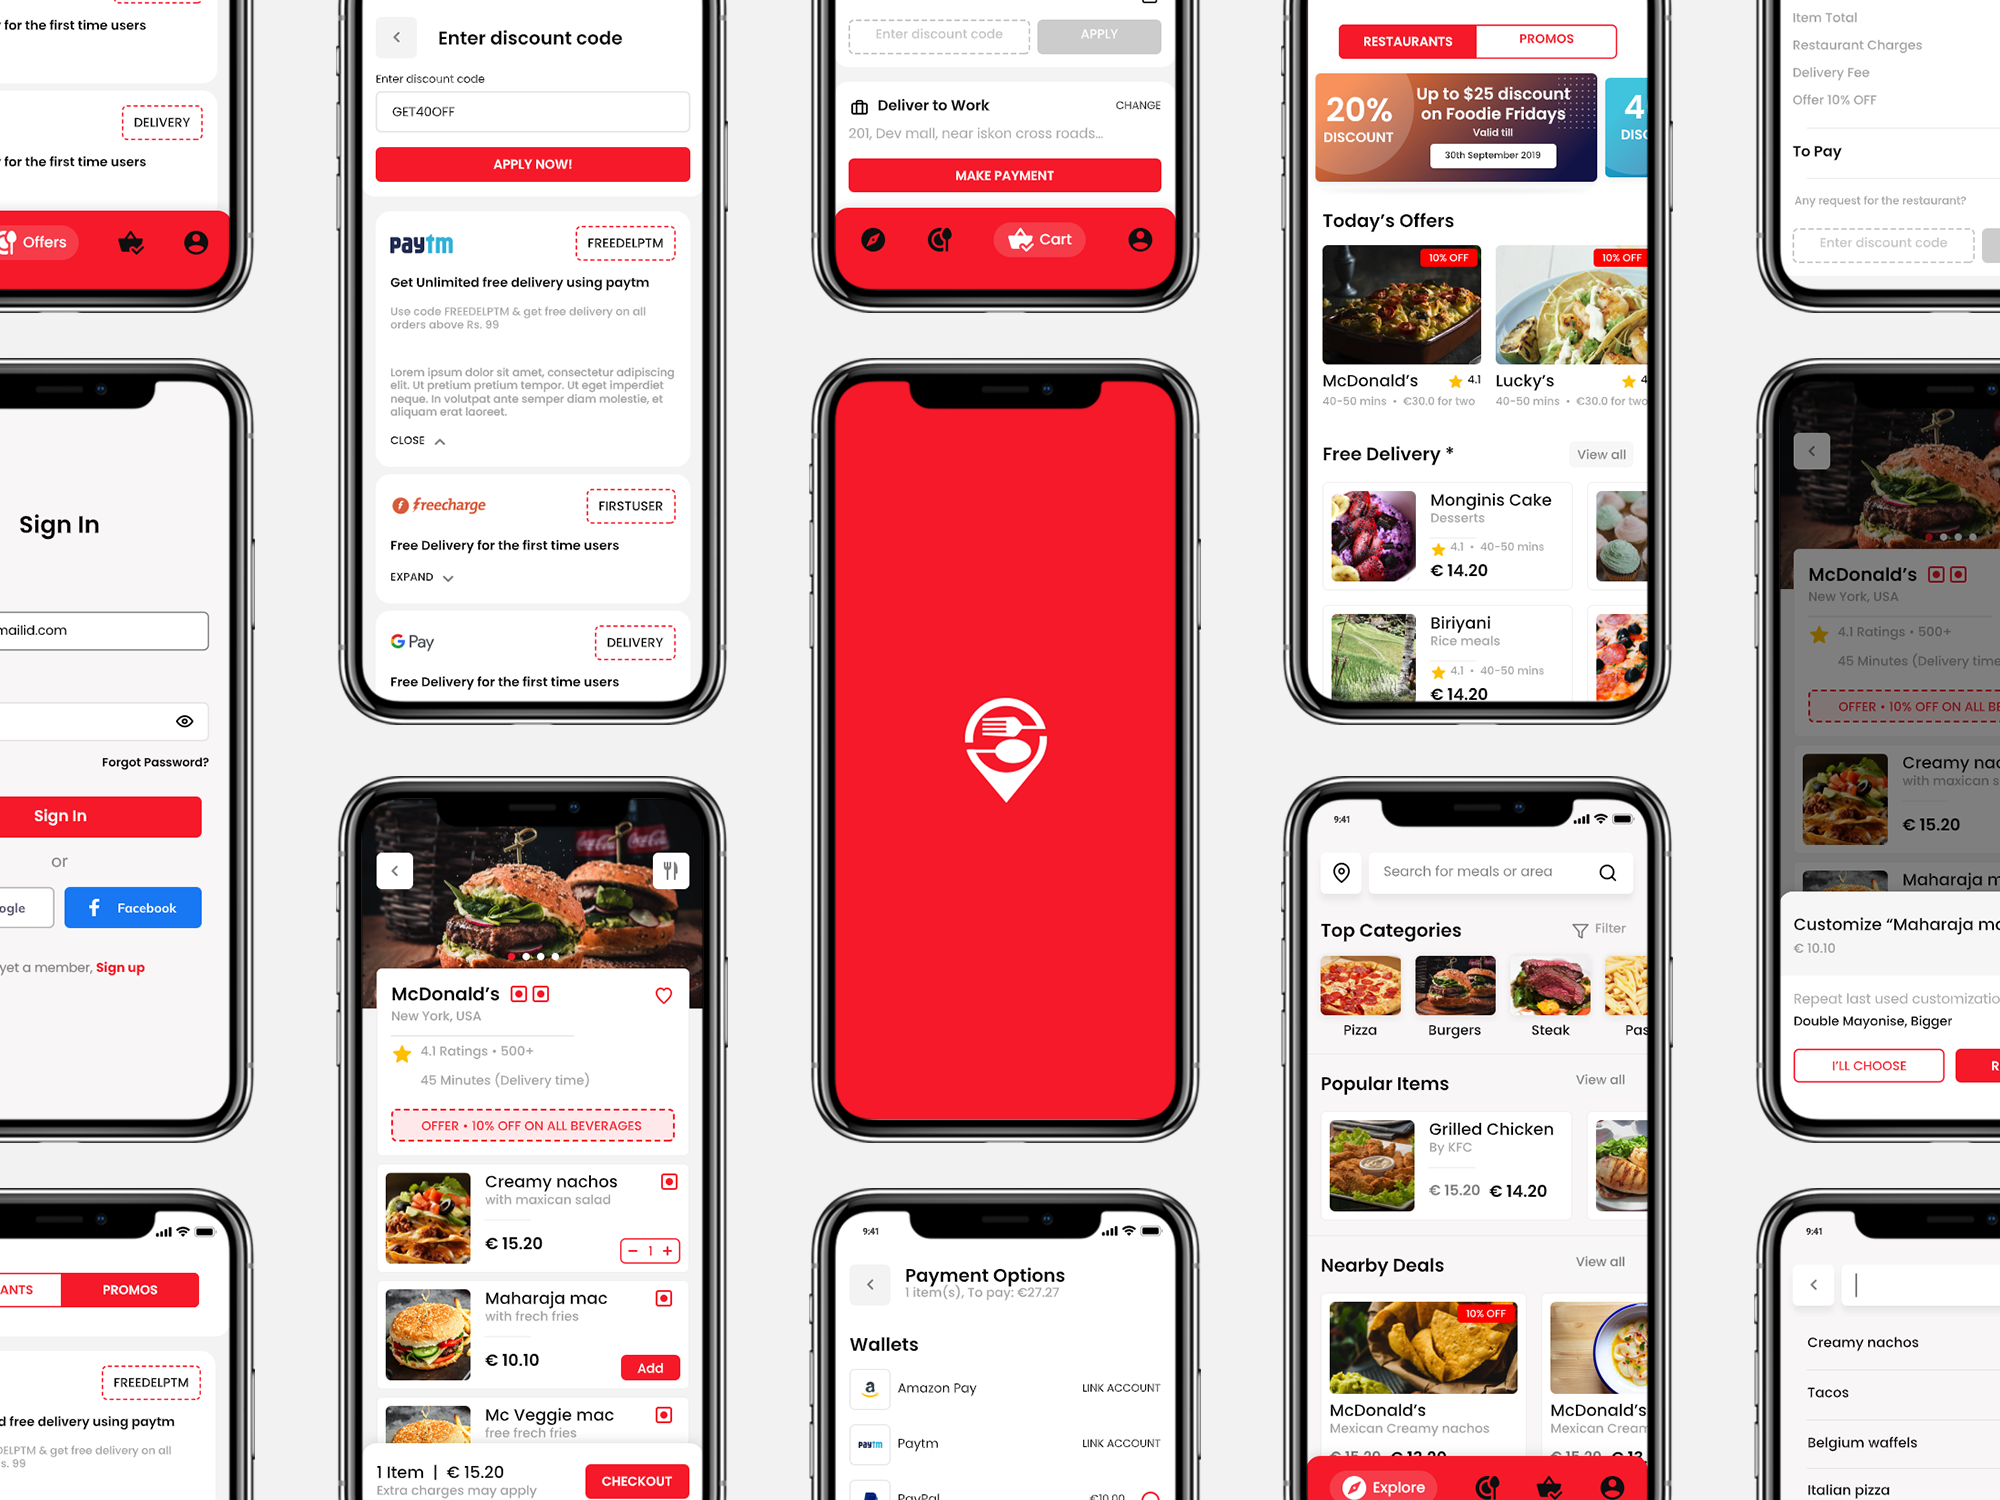 for the first time users
DELIVERY
for the first time users
Offers
Sign In
mailid.com
Forgot Password?
Sign In
or
ogle
Facebook
yet a member, Sign up
ANTS
PROMOS
FREEDELPTM
d free delivery using paytm
DELPTM & get free delivery on all
s. 99
Enter discount code
Enter discount code
GET40OFF
APPLY NOW!
paytm
FREEDELPTM
Get Unlimited free delivery using paytm
Use code FREEDELPTM & get free delivery on all
orders above Rs. 99
Lorem ipsum dolor sit amet, consectetur adipiscing
elit. Ut pretium pretium tempor. Ut eget imperdiet
neque. In volutpat ante semper diam molestie, et
aliquam erat laoreet.
CLOSE
freecharge
FIRSTUSER
Free Delivery for the first time users
EXPAND
G Pay
DELIVERY
Free Delivery for the first time users
McDonald's
New York, USA
4.1 Ratings • 500+
45 Minutes (Delivery time)
OFFER • 10% OFF ON ALL BEVERAGES
Creamy nachos
with maxican salad
€ 15.20
− 1 +
Maharaja mac
with frech fries
€ 10.10
Add
Mc Veggie mac
free frech fries
1 Item | € 15.20
Extra charges may apply
CHECKOUT
Enter discount code
APPLY
Deliver to Work
CHANGE
201, Dev mall, near iskon cross roads...
MAKE PAYMENT
Cart
9:41
Payment Options
1 item(s), To pay: €27.27
Wallets
a
Amazon Pay
LINK ACCOUNT
paytm
Paytm
LINK ACCOUNT
PayPal
€10.00
RESTAURANTS
PROMOS
20%
DISCOUNT
Up to $25 discount
on Foodie Fridays
Valid till
30th September 2019
4
DISC
Today's Offers
10% OFF
10% OFF
McDonald's
4.1
Lucky's
4
40-50 mins • €30.0 for two
40-50 mins • €30.0 for two
Free Delivery *
View all
Monginis Cake
Desserts
4.1 • 40-50 mins
€ 14.20
Biriyani
Rice meals
4.1 • 40-50 mins
€ 14.20
9:41
Search for meals or area
Top Categories
Filter
Pizza
Burgers
Steak
Pas
Popular Items
View all
Grilled Chicken
By KFC
€ 15.20 € 14.20
Nearby Deals
View all
10% OFF
McDonald's
McDonald's
Mexican Creamy nachos
Mexican Cream
€ 15.20
Explore
Item Total
Restaurant Charges
Delivery Fee
Offer 10% OFF
To Pay
Any request for the restaurant?
Enter discount code
McDonald's
New York, USA
4.1 Ratings • 500+
45 Minutes (Delivery time
OFFER • 10% OFF ON ALL BE
Creamy nac
with maxican s
€ 15.20
Maharaja m
Customize “Maharaja mc
€ 10.10
Repeat last used customizatio
Double Mayonise, Bigger
I'LL CHOOSE
R
9:41
Creamy nachos
Tacos
Belgium waffels
Italian pizza